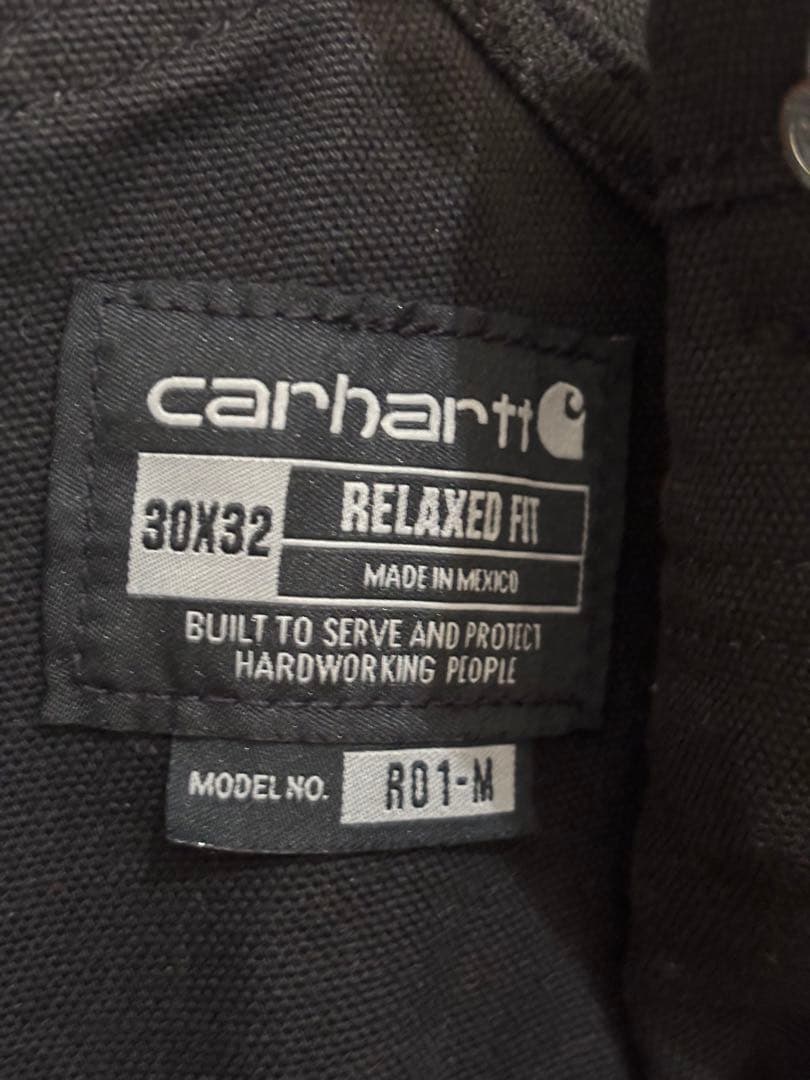 carhartt
30X32
RELAXED FIT
MADE IN MEXICO
BUILT TO SERVE AND PROTECT
HARDWORKING PEOPLE
MODEL NO. R01-M